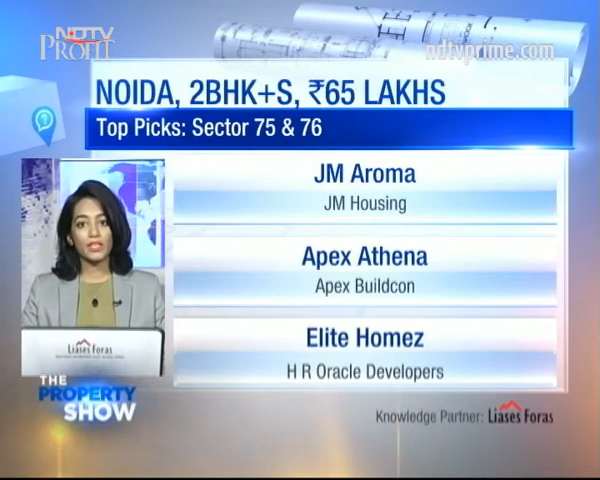 NDTV
PROFIT
ndtvprime.com
NOIDA, 2BHK+S, ₹65 LAKHS
Top Picks: Sector 75 & 76
JM Aroma
JM Housing
Apex Athena
Apex Buildcon
Elite Homez
H R Oracle Developers
Liases Foras
THE
PROPERTY
SHOW
Knowledge Partner: Liases Foras